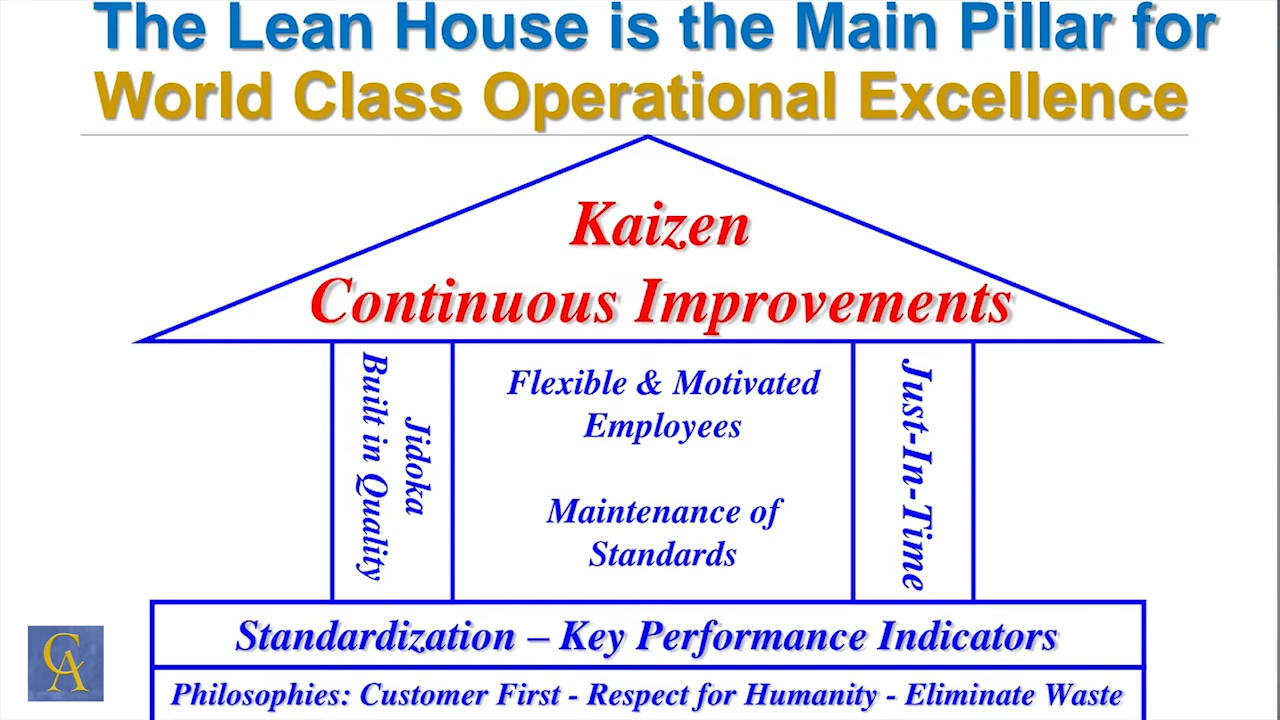 The Lean House is the Main Pillar for
World Class Operational Excellence
Kaizen
Continuous Improvements
Jidoka
Built in Quality
Flexible & Motivated
Employees
Maintenance of
Standards
Just-In-Time
Standardization – Key Performance Indicators
Philosophies: Customer First - Respect for Humanity - Eliminate Waste
CA